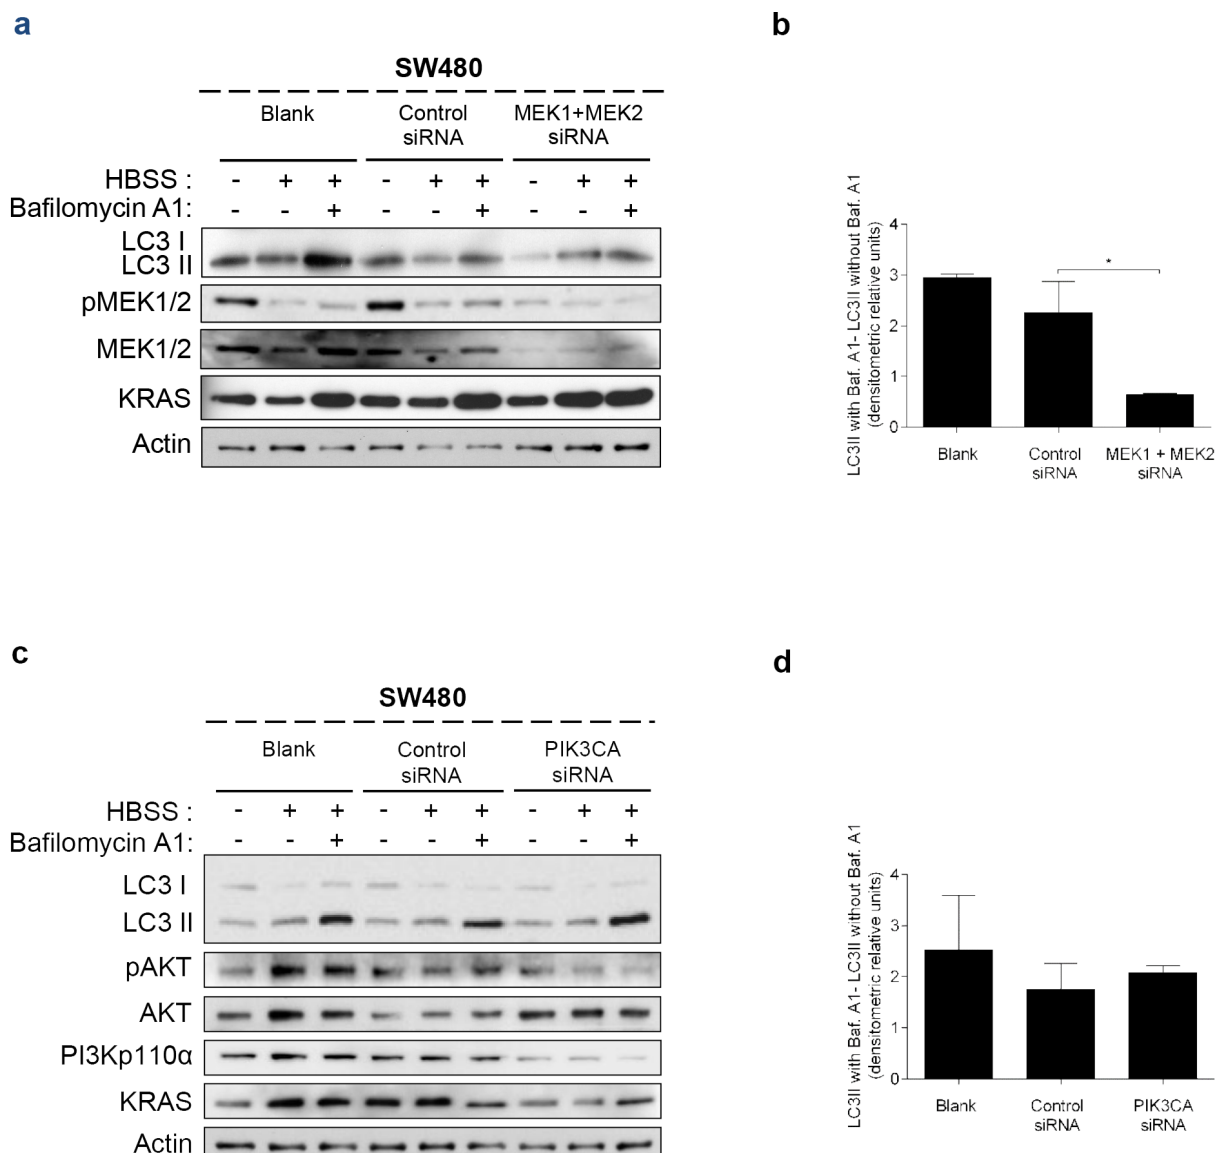 a
SW480
Blank
Control
siRNA
MEK1+MEK2
siRNA
HBSS : - + + - + + - + +
Bafilomycin A1: - - + - - + - - +
LC3 I
LC3 II
pMEK1/2
MEK1/2
KRAS
Actin
b
LC3II with Baf. A1- LC3II without Baf. A1
(densitometric relative units)
4
3
2
1
0
*
Blank
Control
siRNA
MEK1 + MEK2
siRNA
c
SW480
Blank
Control
siRNA
PIK3CA
siRNA
HBSS : - + + - + + - + +
Bafilomycin A1: - - + - - + - - +
LC3 I
LC3 II
pAKT
AKT
PI3Kp110α
KRAS
Actin
d
LC3II with Baf. A1- LC3II without Baf. A1
(densitometric relative units)
4
3
2
1
0
Blank
Control
siRNA
PIK3CA
siRNA